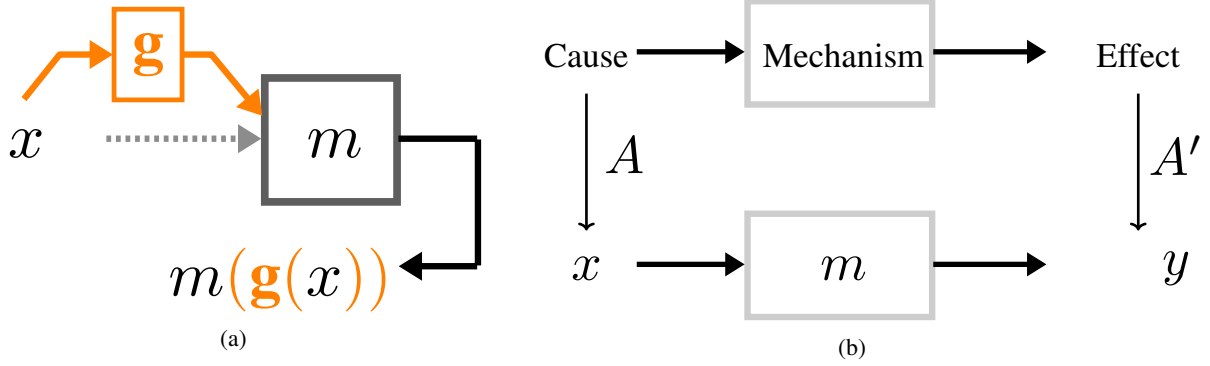 g
x
m
m(g(x))
(a)
Cause Mechanism Effect
A A′
x m y
(b)